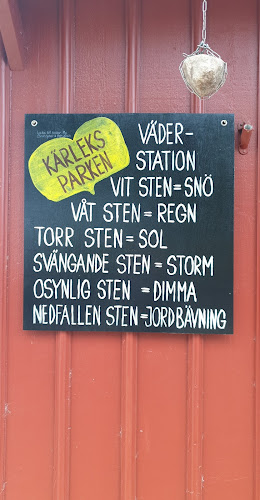 KÄRLEKS
PARKEN
VÄDER-
STATION
VIT STEN = SNÖ
VÅT STEN = REGN
TORR STEN = SOL
SVÄNGANDE STEN = STORM
OSYNLIG STEN = DIMMA
NEDFALLEN STEN = JORDBÄVNING